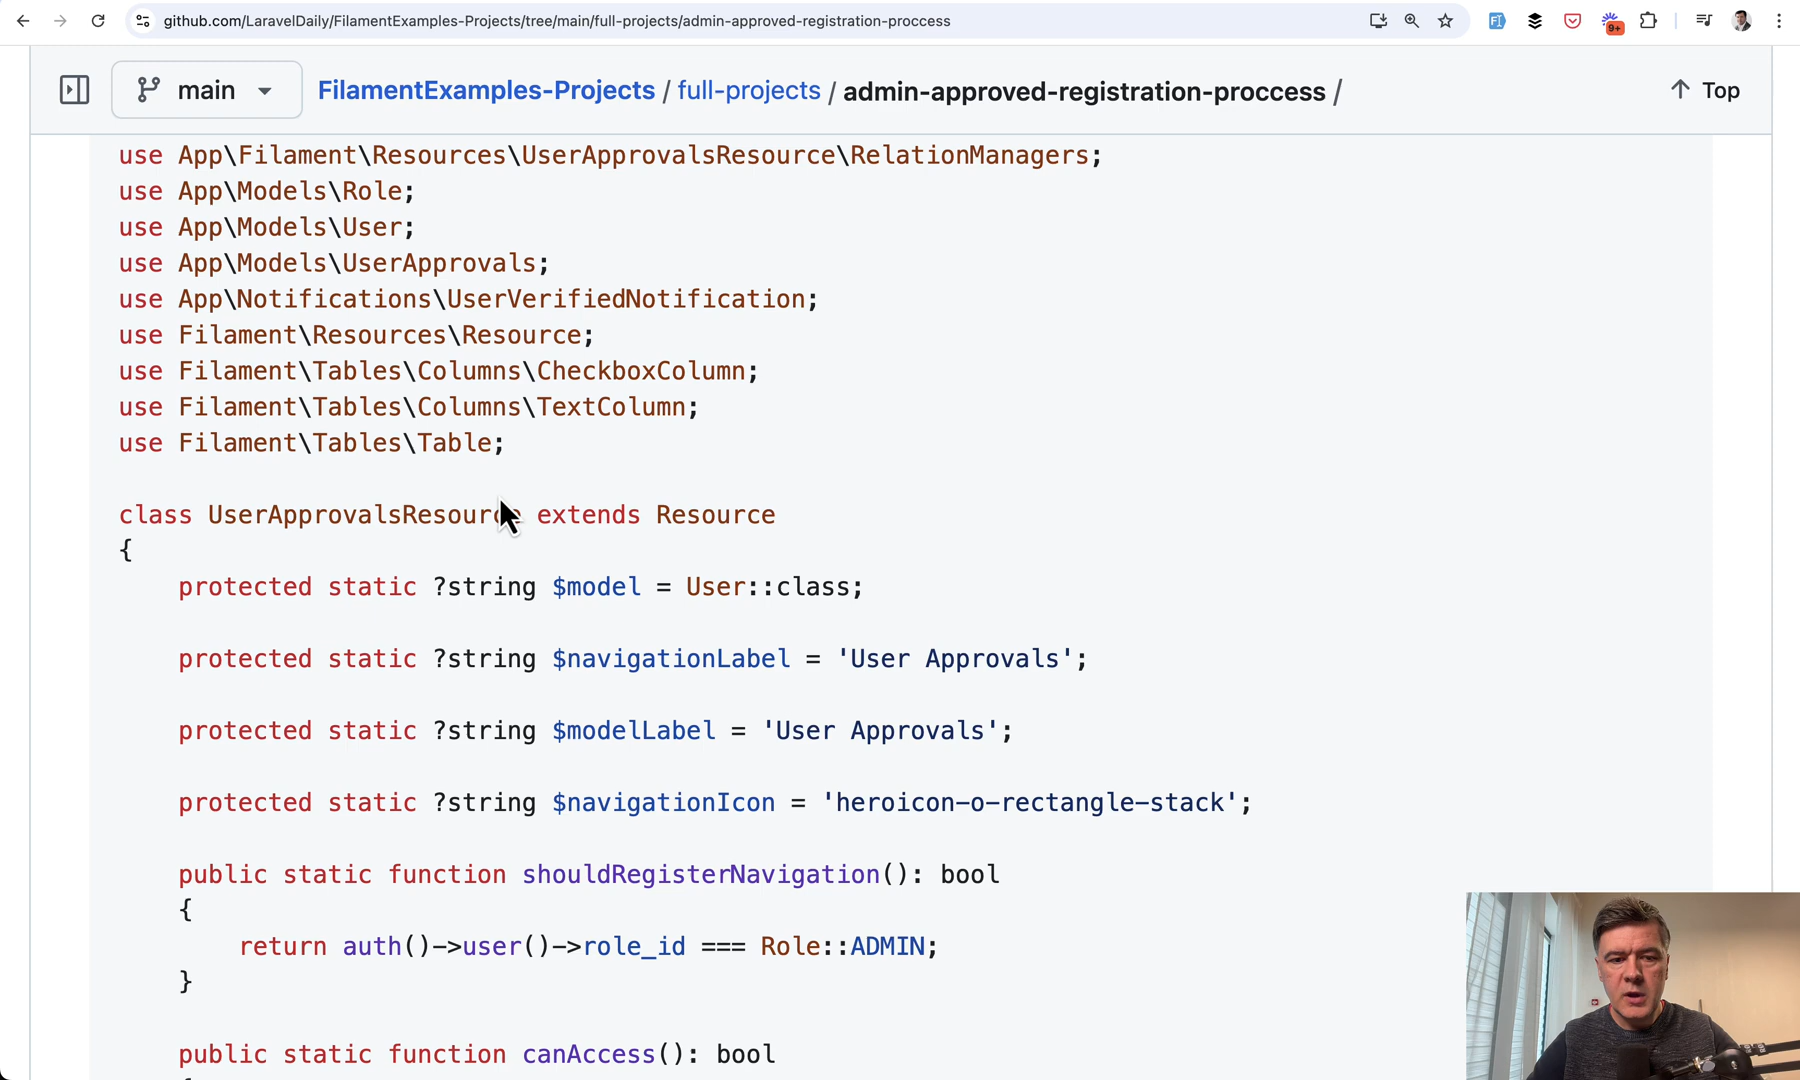 github.com/LaravelDaily/FilamentExamples-Projects/tree/main/full-projects/admin-approved-registration-proccess
9+
main
FilamentExamples-Projects / full-projects / admin-approved-registration-proccess /
Top
use App\Filament\Resources\UserApprovalsResource\RelationManagers;
use App\Models\Role;
use App\Models\User;
use App\Models\UserApprovals;
use App\Notifications\UserVerifiedNotification;
use Filament\Resources\Resource;
use Filament\Tables\Columns\CheckboxColumn;
use Filament\Tables\Columns\TextColumn;
use Filament\Tables\Table;
class UserApprovalsResource extends Resource
{
protected static ?string $model = User::class;
protected static ?string $navigationLabel = 'User Approvals';
protected static ?string $modelLabel = 'User Approvals';
protected static ?string $navigationIcon = 'heroicon-o-rectangle-stack';
public static function shouldRegisterNavigation(): bool
{
return auth()->user()->role_id === Role::ADMIN;
}
public static function canAccess(): bool
{